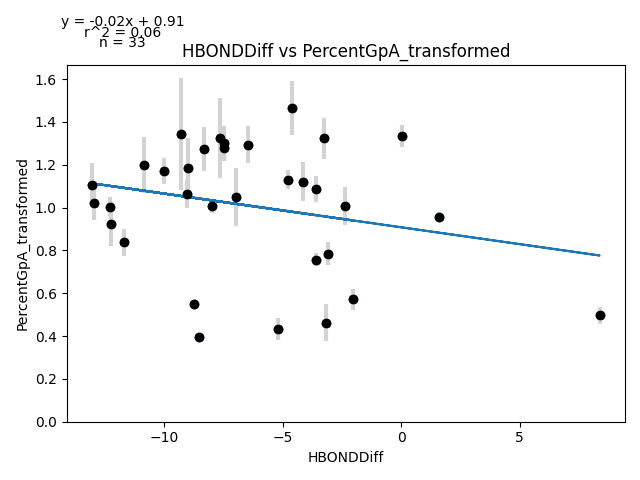 y = -0.02x + 0.91
r^2 = 0.06
n = 33
HBONDDiff vs PercentGpA_transformed
1.6
1.4
1.2
1.0
0.8
0.6
0.4
0.2
0.0
PercentGpA_transformed
−10
−5
0
5
HBONDDiff